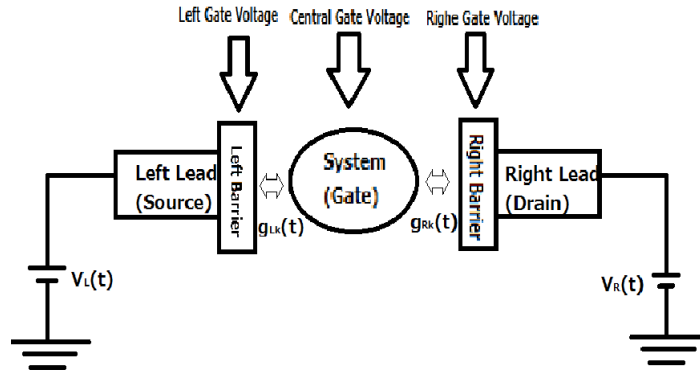 Left Gate Voltage
Central Gate Voltage
Righe Gate Voltage
Left Lead
(Source)
Left Barrier
System
(Gate)
Right Barrier
Right Lead
(Drain)
gLk(t)
gRk(t)
VL(t)
VR(t)